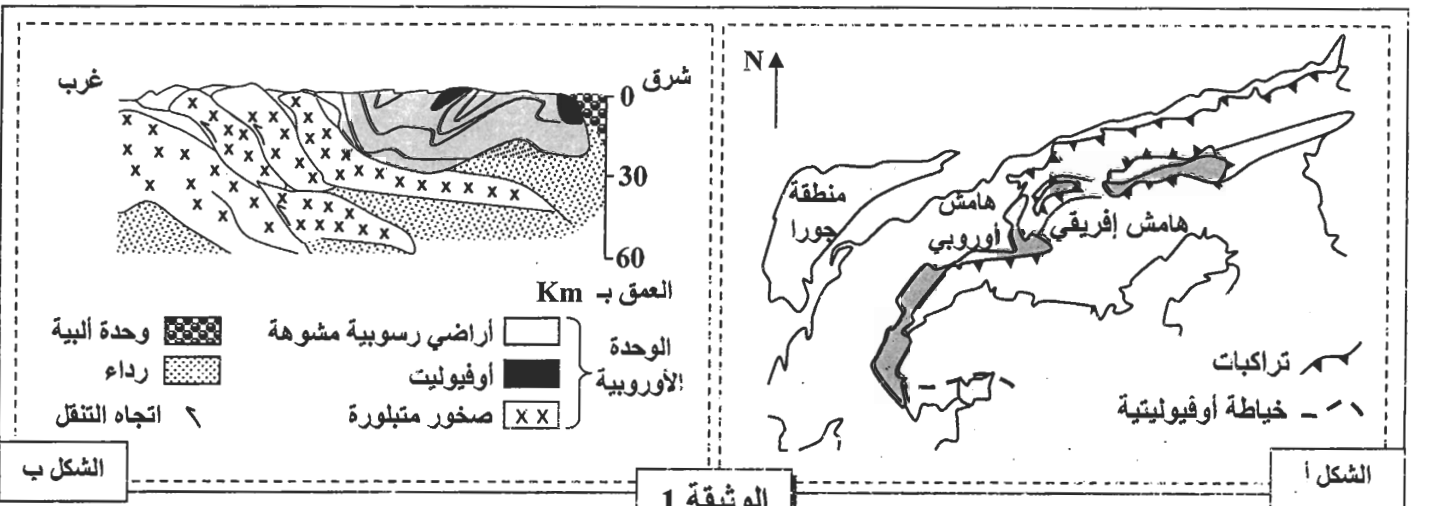 N
منطقة
جورا
هامش
أوروبي
هامش إفريقي
تراكبات
خياطة أوفيوليتية
الشكل أ
شرق
غرب
0
30
60
العمق بـ Km
الوحدة
الأوروبية
أراضي رسوبية مشوهة
أوفيوليت
صخور متبلورة
x x
وحدة ألبية
رداء
اتجاه التنقل
الشكل ب
الوثيقة 1